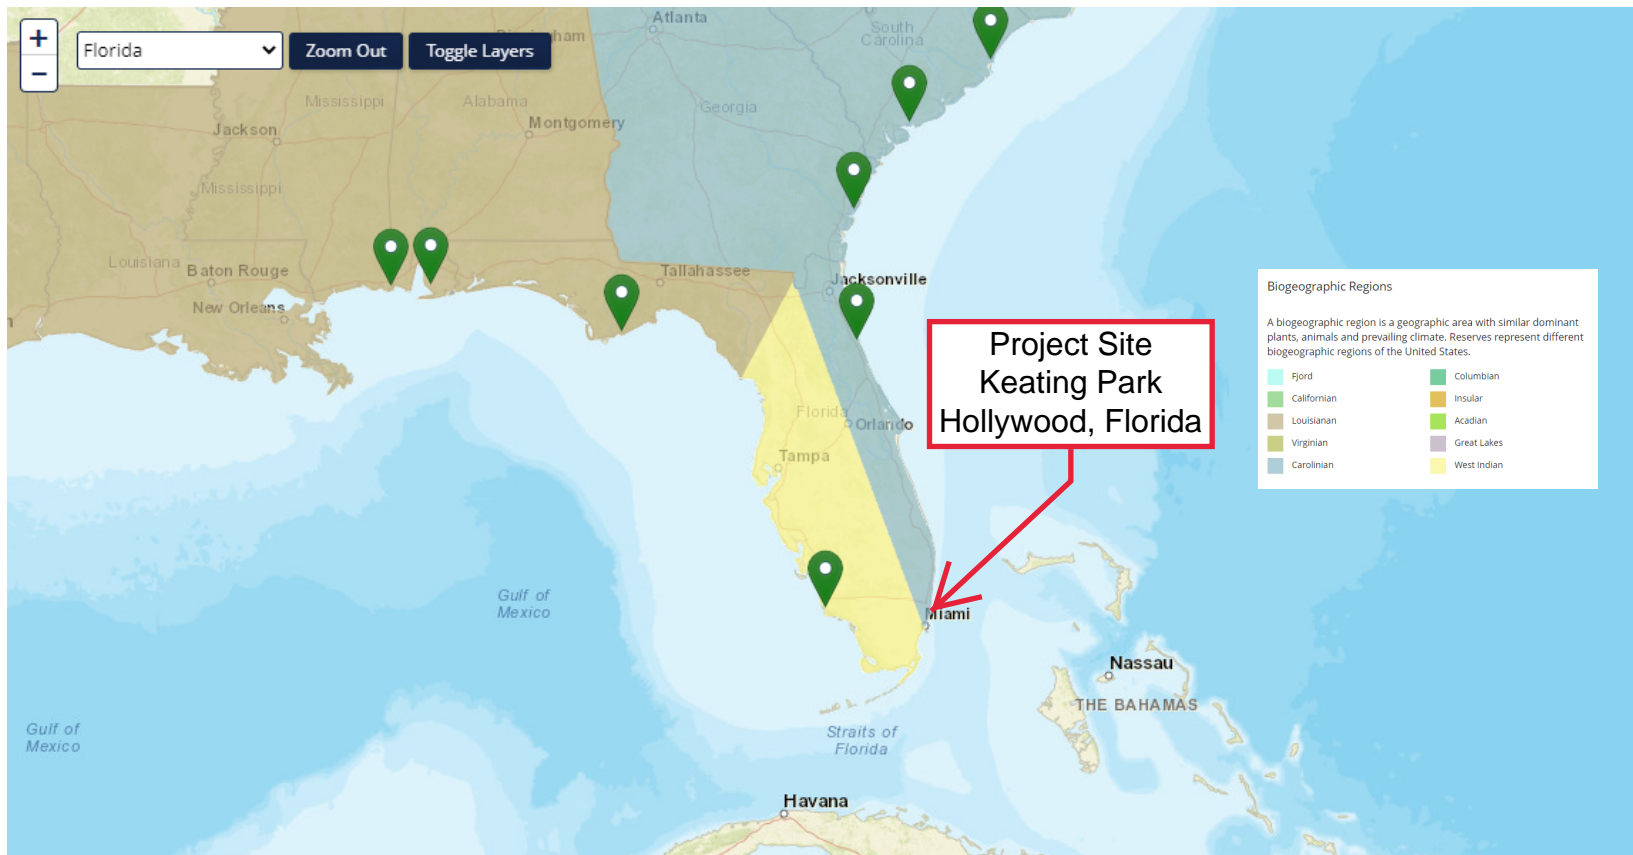 +
−
Florida
Zoom Out
Toggle Layers
Atlanta
South
Carolina
Mississippi
Alabama
Georgia
Jackson
Montgomery
Mississippi
Louisiana
Baton Rouge
Tallahassee
Jacksonville
New Orleans
Project Site
Keating Park
Hollywood, Florida
Biogeographic Regions
A biogeographic region is a geographic area with similar dominant
plants, animals and prevailing climate. Reserves represent different
biogeographic regions of the United States.
Fjord
Columbian
Californian
Insular
Louisianan
Acadian
Virginian
Great Lakes
Carolinian
West Indian
Florida
Orlando
Tampa
Gulf of
Mexico
Miami
Nassau
THE BAHAMAS
Gulf of
Mexico
Straits of
Florida
Havana